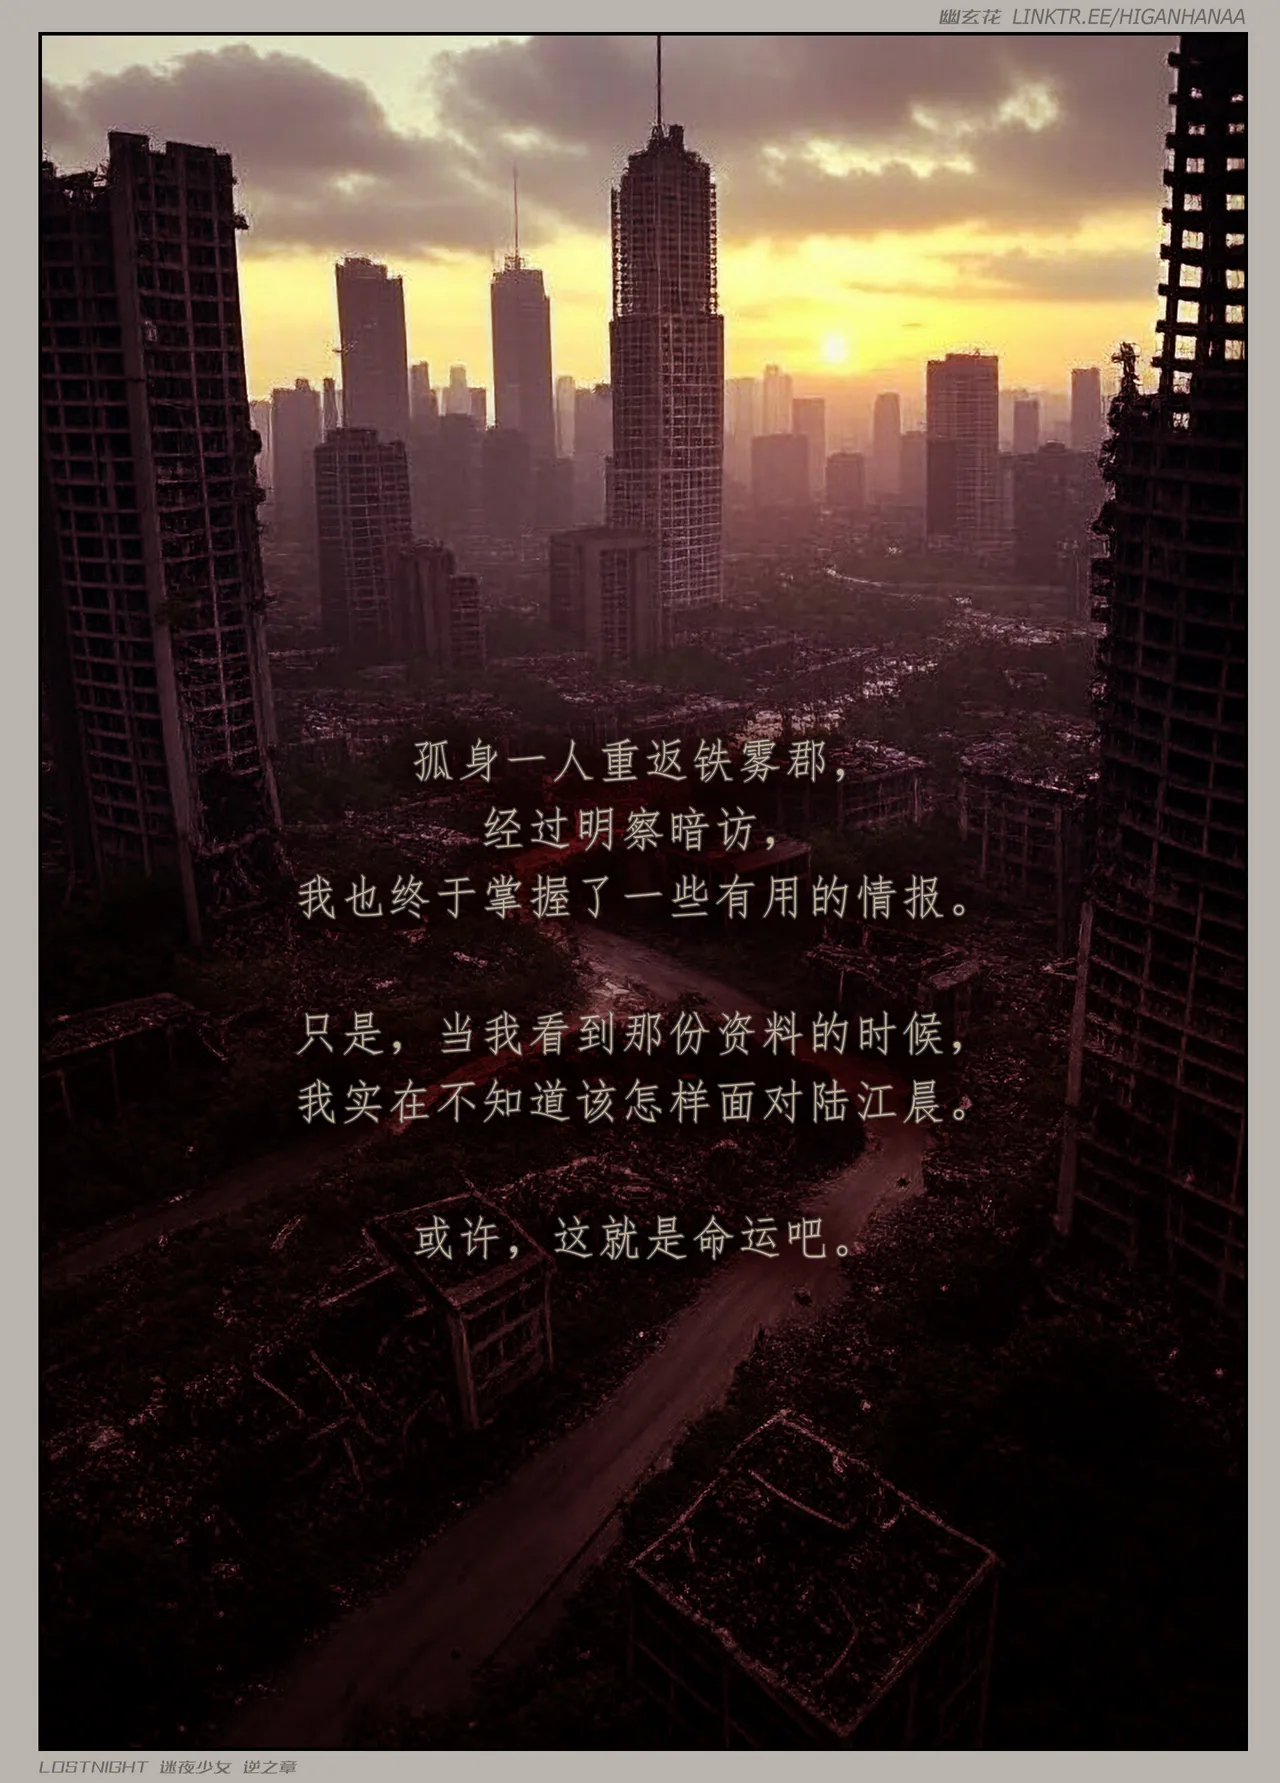 幽玄花 LINKTR.EE/HIGANHANAA
孤身一人重返铁雾郡，
经过明察暗访，
我也终于掌握了一些有用的情报。
只是，当我看到那份资料的时候，
我实在不知道该怎样面对陆江晨。
或许，这就是命运吧。
LOSTNIGHT 迷夜少女 逆之章